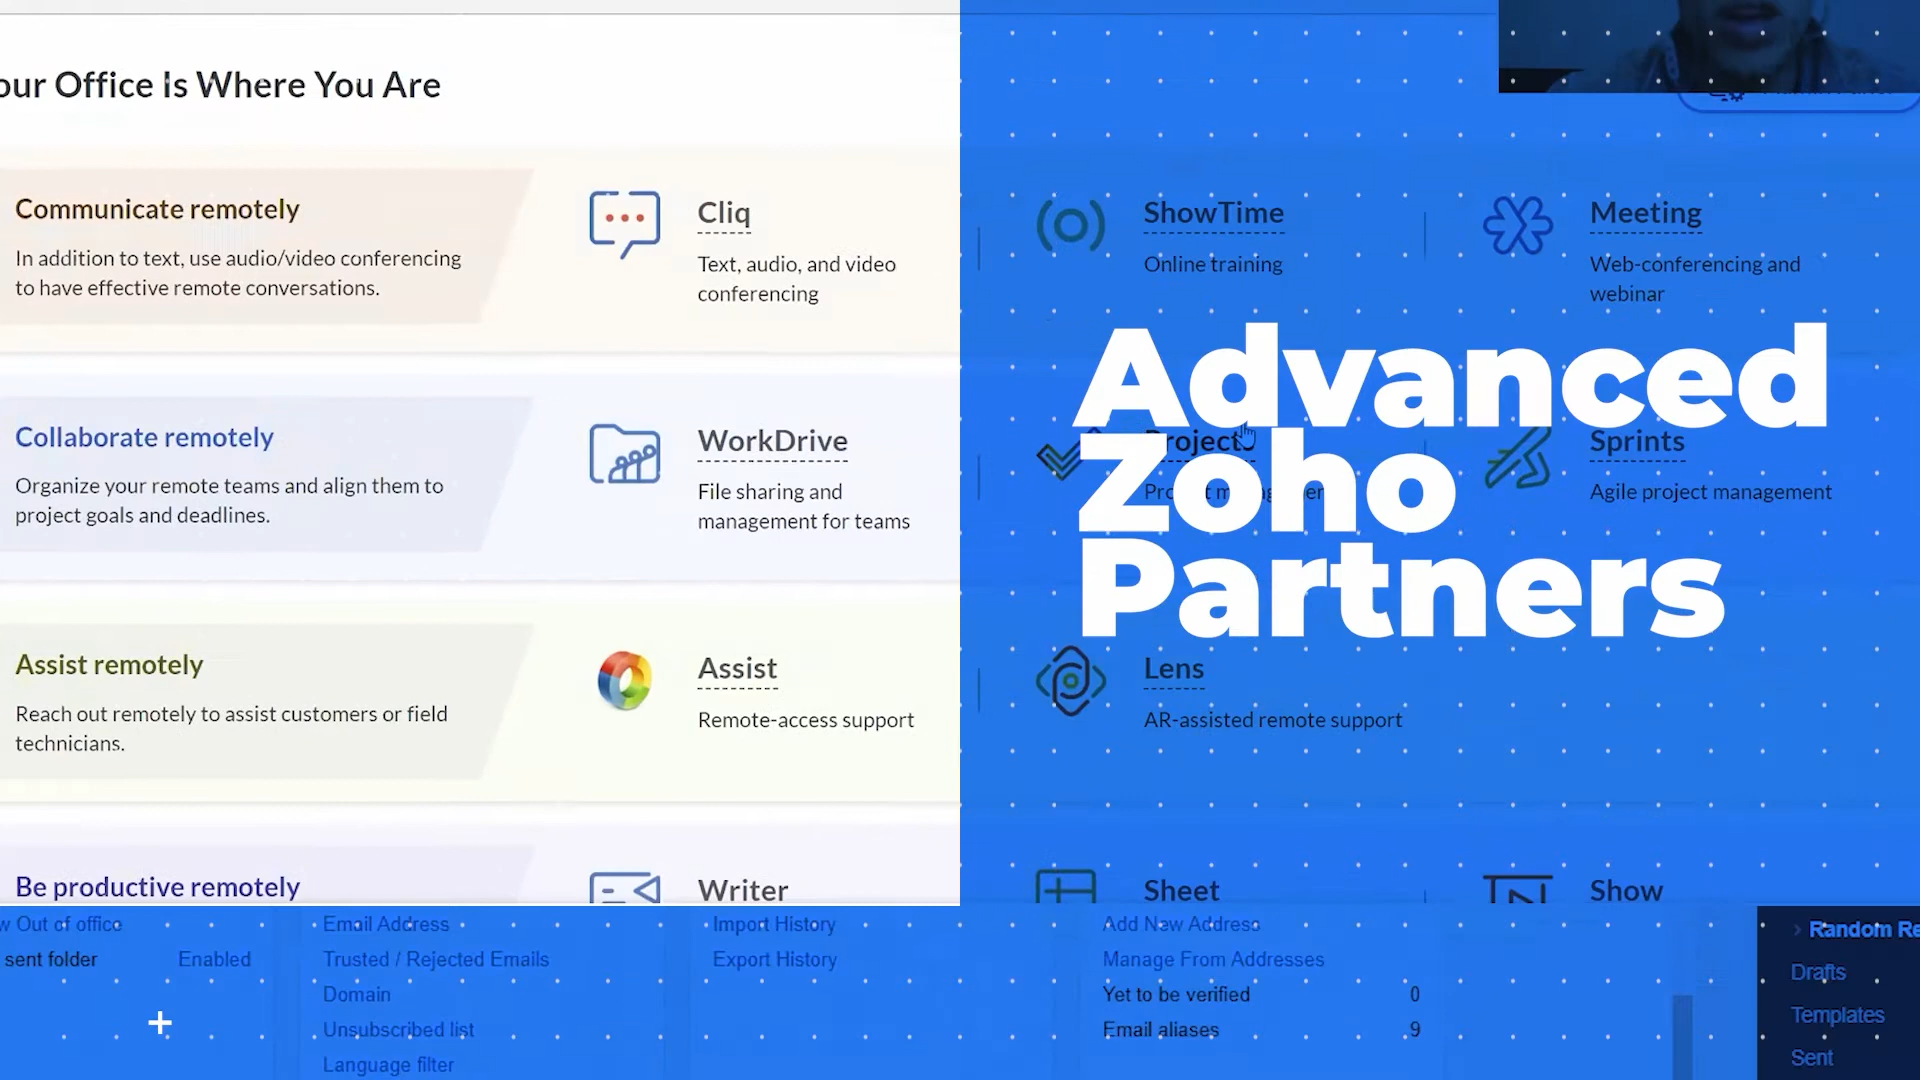 our Office Is Where You Are
Communicate remotely
In addition to text, use audio/video conferencing
to have effective remote conversations.
Cliq
Text, audio, and video
conferencing
ShowTime
Online training
Meeting
Web-conferencing and
webinar
Advanced
Zoho
Partners
Collaborate remotely
Organize your remote teams and align them to
project goals and deadlines.
WorkDrive
File sharing and
management for teams
Projects
Sprints
Agile project management
Assist remotely
Reach out remotely to assist customers or field
technicians.
Assist
Remote-access support
Lens
AR-assisted remote support
Be productive remotely
Writer
Sheet
Show
w Out of office
sent folder Enabled
Email Address
Trusted / Rejected Emails
Domain
Unsubscribed list
Language filter
Import History
Export History
Add New Address
Manage From Addresses
Yet to be verified 0
Email aliases 9
Random Re
Drafts
Templates
Sent